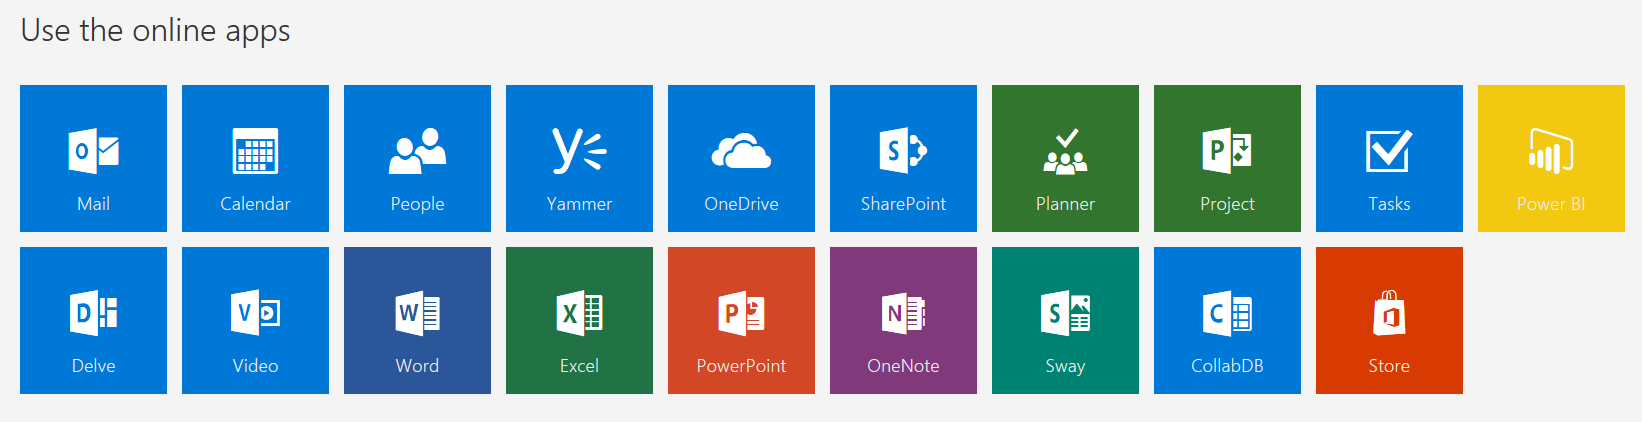 Use the online apps
Mail Calendar People Yammer OneDrive SharePoint Planner Project Tasks Power BI
Delve Video Word Excel PowerPoint OneNote Sway CollabDB Store